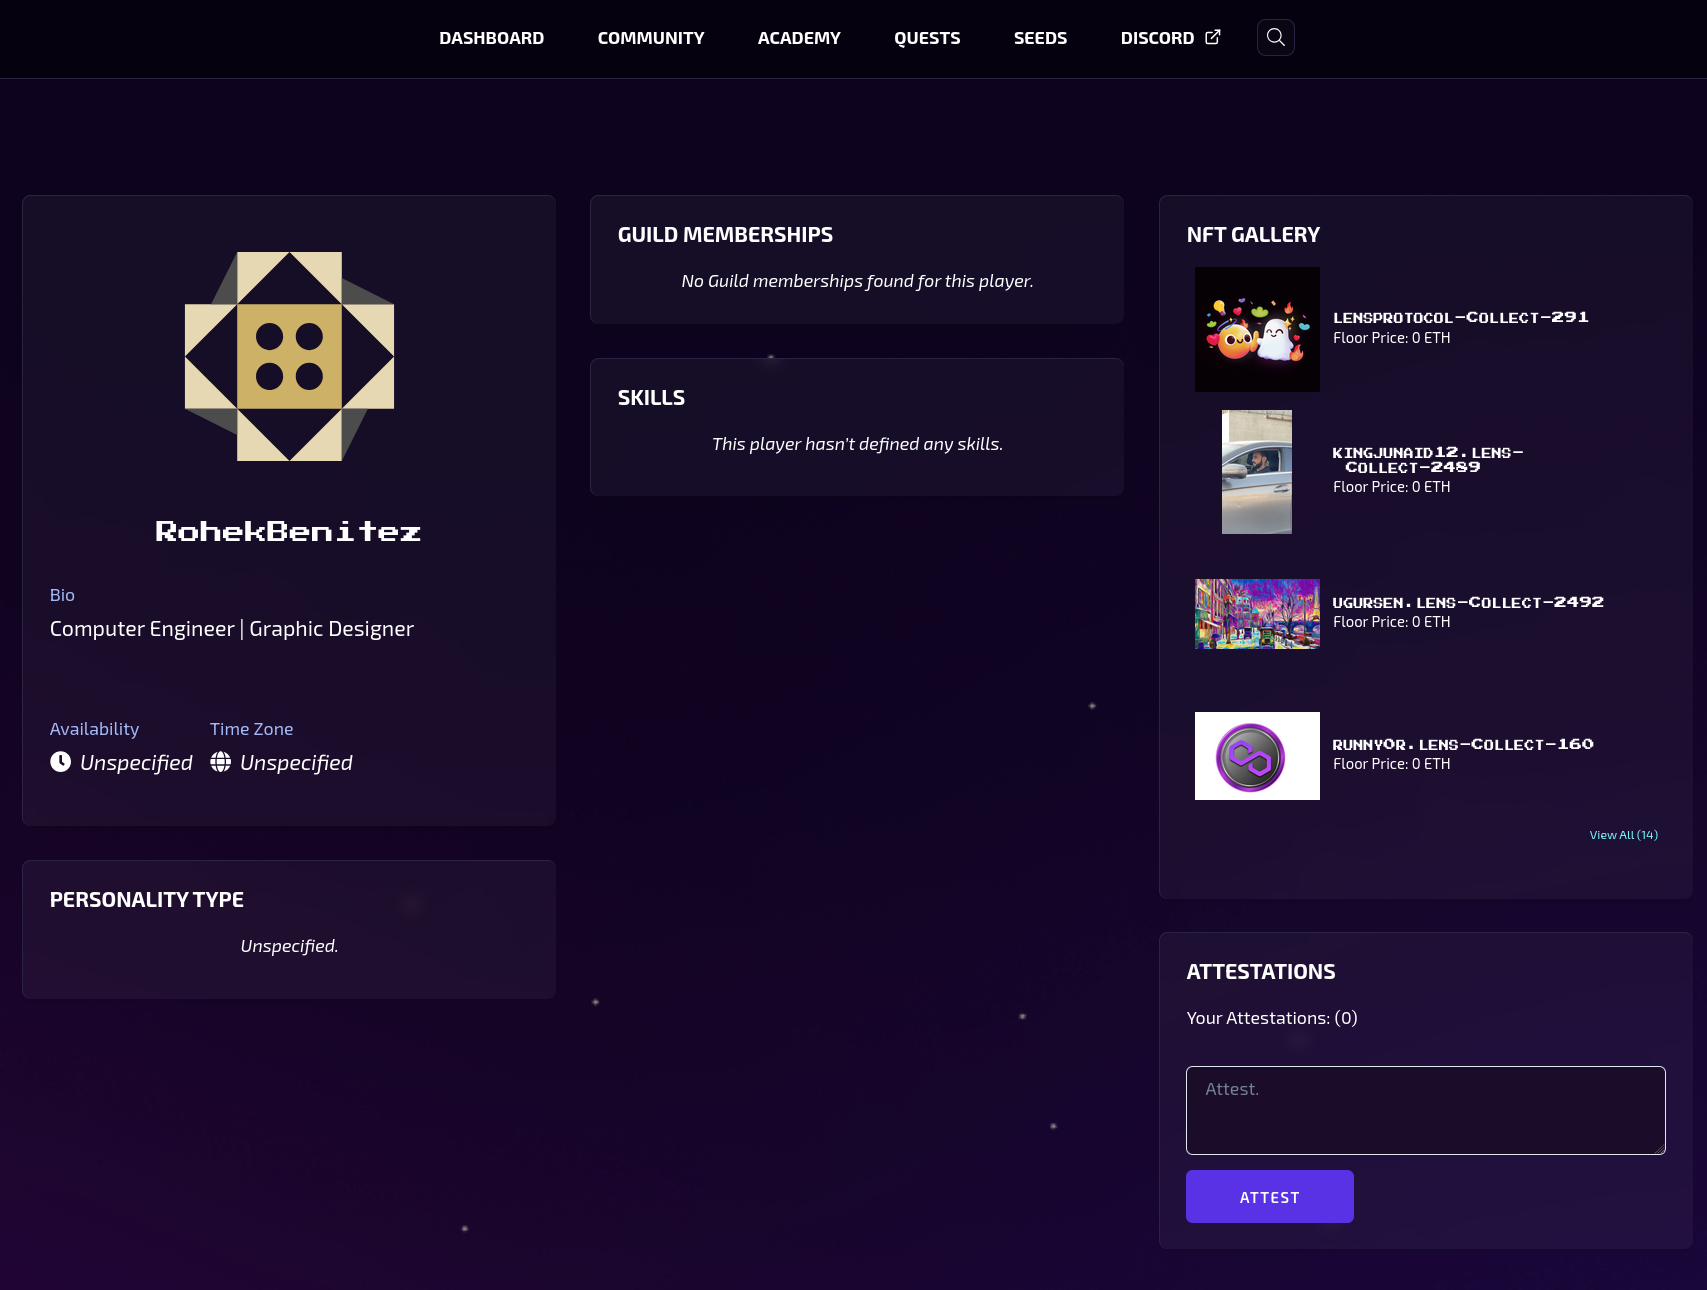 DASHBOARD
COMMUNITY
ACADEMY
QUESTS
SEEDS
DISCORD
RohekBenitez
Bio
Computer Engineer | Graphic Designer
Availability
Time Zone
Unspecified
Unspecified
PERSONALITY TYPE
Unspecified.
GUILD MEMBERSHIPS
No Guild memberships found for this player.
SKILLS
This player hasn't defined any skills.
NFT GALLERY
LENSPROTOCOL-COLLECT-291
Floor Price: 0 ETH
KINGJUNAID12.LENS-
COLLECT-2489
Floor Price: 0 ETH
UGURSEN.LENS-COLLECT-2492
Floor Price: 0 ETH
RUNNYOR.LENS-COLLECT-160
Floor Price: 0 ETH
View All (14)
ATTESTATIONS
Your Attestations: (0)
Attest.
ATTEST